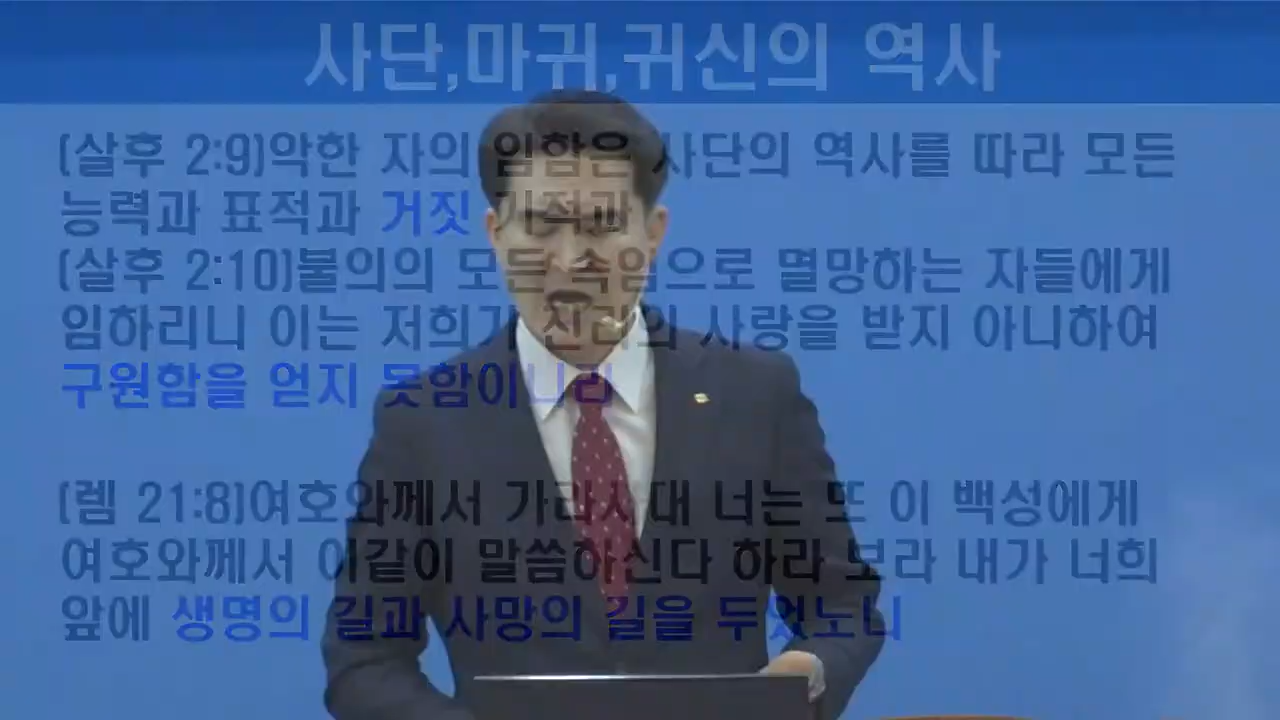 사단,마귀,귀신의 역사
(살후 2:9)악한 자의 임함은 사단의 역사를 따라 모든
능력과 표적과 거짓 기적과
(살후 2:10)불의의 모든 속임으로 멸망하는 자들에게
임하리니 이는 저희가 진리의 사랑을 받지 아니하여
구원함을 얻지 못함이니라
(렘 21:8)여호와께서 가라사대 너는 또 이 백성에게
여호와께서 이같이 말씀하신다 하라 보라 내가 너희
앞에 생명의 길과 사망의 길을 두었노니